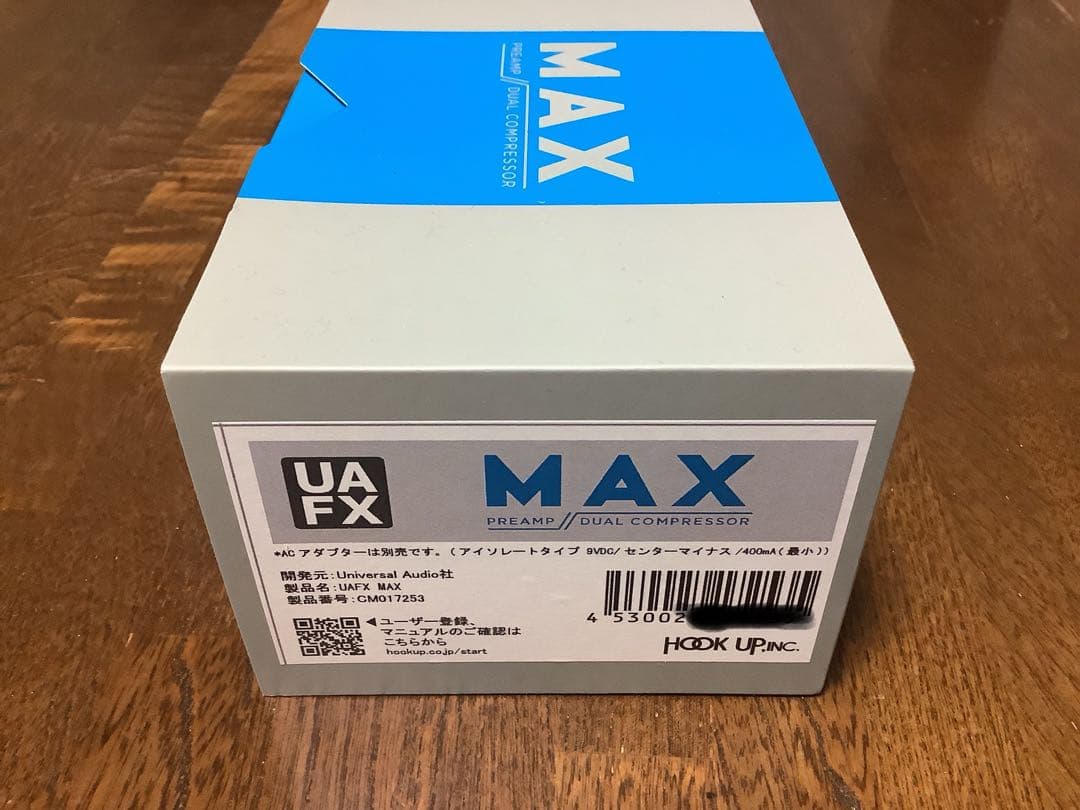 MAX
PREAMP // DUAL COMPRESSOR
UA
FX
MAX
PREAMP // DUAL COMPRESSOR
*ACアダプターは別売です。(アイソレートタイプ 9VDC/センターマイナス/400mA(最小))
開発元:Universal Audio社
製品名:UAFX MAX
製品番号:CM017253
◀ユーザー登録、
マニュアルのご確認は
こちらから
hookup.co.jp/start
4 53002
HOOK UP,INC.